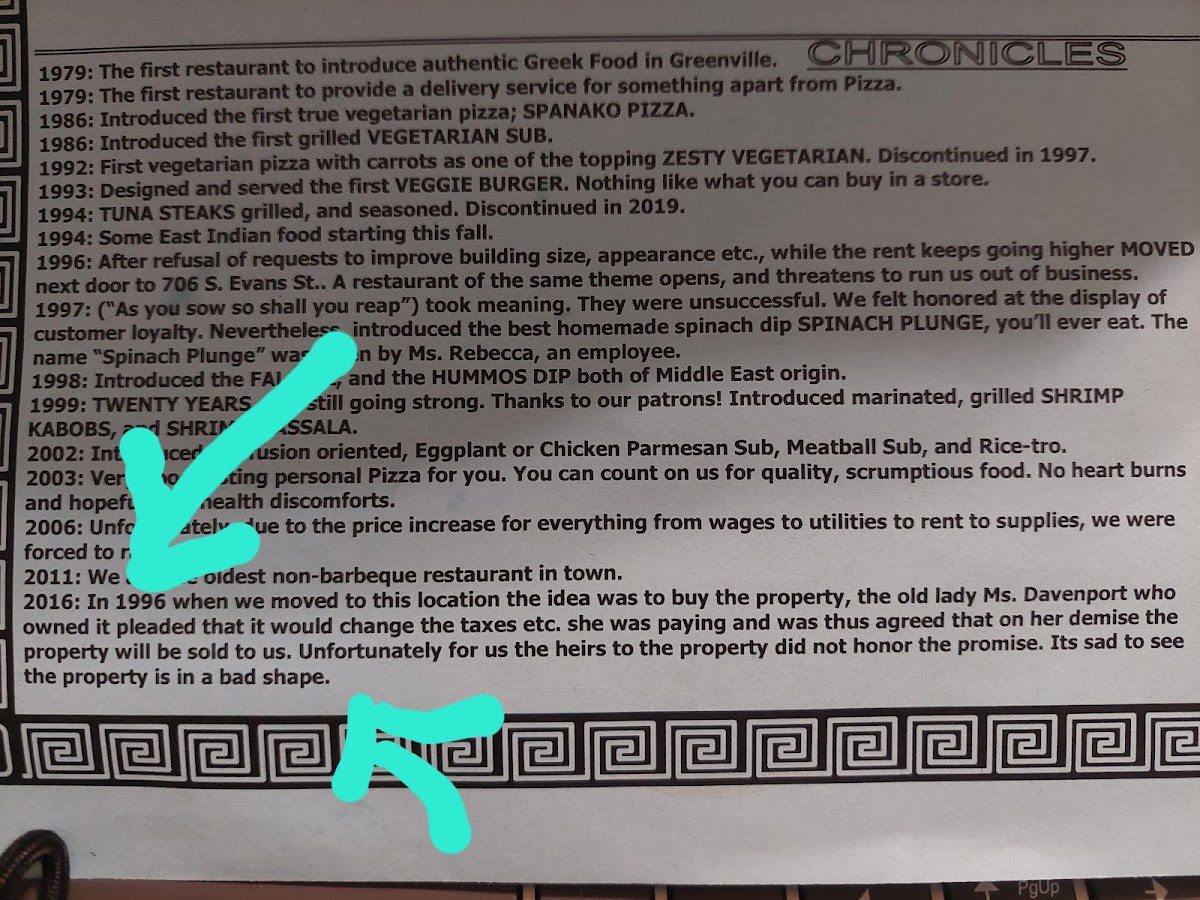 CHRONICLES
1979: The first restaurant to introduce authentic Greek Food in Greenville.
1979: The first restaurant to provide a delivery service for something apart from Pizza.
1986: Introduced the first true vegetarian pizza; SPANAKO PIZZA.
1986: Introduced the first grilled VEGETARIAN SUB.
1992: First vegetarian pizza with carrots as one of the topping ZESTY VEGETARIAN. Discontinued in 1997.
1993: Designed and served the first VEGGIE BURGER. Nothing like what you can buy in a store.
1994: TUNA STEAKS grilled, and seasoned. Discontinued in 2019.
1994: Some East Indian food starting this fall.
1996: After refusal of requests to improve building size, appearance etc., while the rent keeps going higher MOVED
next door to 706 S. Evans St.. A restaurant of the same theme opens, and threatens to run us out of business.
1997: ("As you sow so shall you reap") took meaning. They were unsuccessful. We felt honored at the display of
customer loyalty. Nevertheless, introduced the best homemade spinach dip SPINACH PLUNGE, you'll ever eat. The
name "Spinach Plunge" was by Ms. Rebecca, an employee.
1998: Introduced the and the HUMMOS DIP both of Middle East origin.
1999: TWENTY YEARS still going strong. Thanks to our patrons! Introduced marinated, grilled SHRIMP
KABOBS, and
2002: Eggplant or Chicken Parmesan Sub, Meatball Sub, and Rice-tro.
2003: personal Pizza for you. You can count on us for quality, scrumptious food. No heart burns
and health discomforts.
2006: due to the price increase for everything from wages to utilities to rent to supplies, we were
forced to
2011: We oldest non-barbeque restaurant in town.
2016: In 1996 when we moved to this location the idea was to buy the property, the old lady Ms. Davenport who
owned it pleaded that it would change the taxes etc. she was paying and was thus agreed that on her demise the
property will be sold to us. Unfortunately for us the heirs to the property did not honor the promise. Its sad to see
the property is in a bad shape.
PgUp